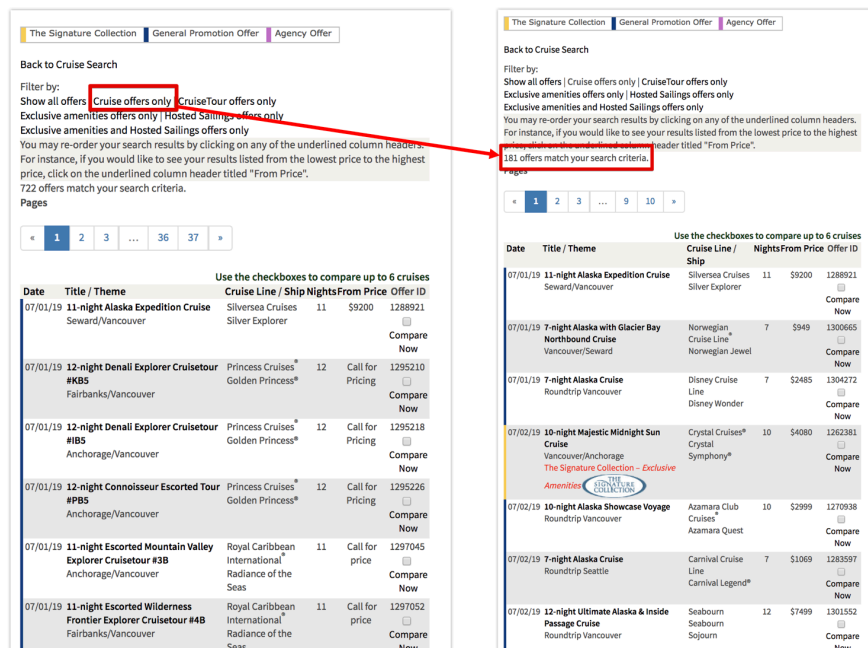 The Signature Collection General Promotion Offer Agency Offer
Back to Cruise Search
Filter by:
Show all offers | Cruise offers only | CruiseTour offers only
Exclusive amenities offers only | Hosted Sailings offers only
Exclusive amenities and Hosted Sailings offers only
You may re-order your search results by clicking on any of the underlined column headers.
For instance, if you would like to see your results listed from the lowest price to the highest
price, click on the underlined column header titled "From Price".
722 offers match your search criteria.
Pages
« 1 2 3 ... 36 37 »
Use the checkboxes to compare up to 6 cruises
Date Title / Theme Cruise Line / Ship Nights From Price Offer ID
07/01/19 11-night Alaska Expedition Cruise Silversea Cruises 11 $9200 1288921
Seward/Vancouver Silver Explorer
Compare
Now
07/01/19 12-night Denali Explorer Cruisetour Princess Cruises® 12 Call for 1295210
#KB5 Golden Princess® Pricing
Fairbanks/Vancouver Compare
Now
07/01/19 12-night Denali Explorer Cruisetour Princess Cruises® 12 Call for 1295218
#IB5 Golden Princess® Pricing
Anchorage/Vancouver Compare
Now
07/01/19 12-night Connoisseur Escorted Tour Princess Cruises® 12 Call for 1295226
#PB5 Golden Princess® Pricing
Anchorage/Vancouver Compare
Now
07/01/19 11-night Escorted Mountain Valley Royal Caribbean 11 Call for 1297045
Explorer Cruisetour #3B International® price
Anchorage/Vancouver Radiance of the Compare
Seas Now
07/01/19 11-night Escorted Wilderness Royal Caribbean 11 Call for 1297052
Frontier Explorer Cruisetour #4B International® price
Fairbanks/Vancouver Radiance of the Compare
Seas Now
The Signature Collection General Promotion Offer Agency Offer
Back to Cruise Search
Filter by:
Show all offers | Cruise offers only | CruiseTour offers only
Exclusive amenities offers only | Hosted Sailings offers only
Exclusive amenities and Hosted Sailings offers only
You may re-order your search results by clicking on any of the underlined column headers.
For instance, if you would like to see your results listed from the lowest price to the highest
price, click on the underlined column header titled "From Price".
181 offers match your search criteria.
Pages
« 1 2 3 ... 9 10 »
Use the checkboxes to compare up to 6 cruises
Date Title / Theme Cruise Line / Nights From Price Offer ID
Ship
07/01/19 11-night Alaska Expedition Cruise Silversea Cruises 11 $9200 1288921
Seward/Vancouver Silver Explorer
Compare
Now
07/01/19 7-night Alaska with Glacier Bay Norwegian 7 $949 1300665
Northbound Cruise Cruise Line®
Vancouver/Seward Norwegian Jewel Compare
Now
07/01/19 7-night Alaska Cruise Disney Cruise 7 $2485 1304272
Roundtrip Vancouver Line
Disney Wonder Compare
Now
07/02/19 10-night Majestic Midnight Sun Crystal Cruises® 10 $4080 1262381
Cruise Crystal
Vancouver/Anchorage Symphony® Compare
The Signature Collection – Exclusive Now
Amenities THE SIGNATURE COLLECTION
07/02/19 10-night Alaska Showcase Voyage Azamara Club 10 $2999 1270938
Roundtrip Vancouver Cruises®
Azamara Quest Compare
Now
07/02/19 7-night Alaska Cruise Carnival Cruise 7 $1069 1283597
Roundtrip Seattle Line
Carnival Legend® Compare
Now
07/02/19 12-night Ultimate Alaska & Inside Seabourn 12 $7499 1301552
Passage Cruise Seabourn
Roundtrip Vancouver Sojourn Compare
Now